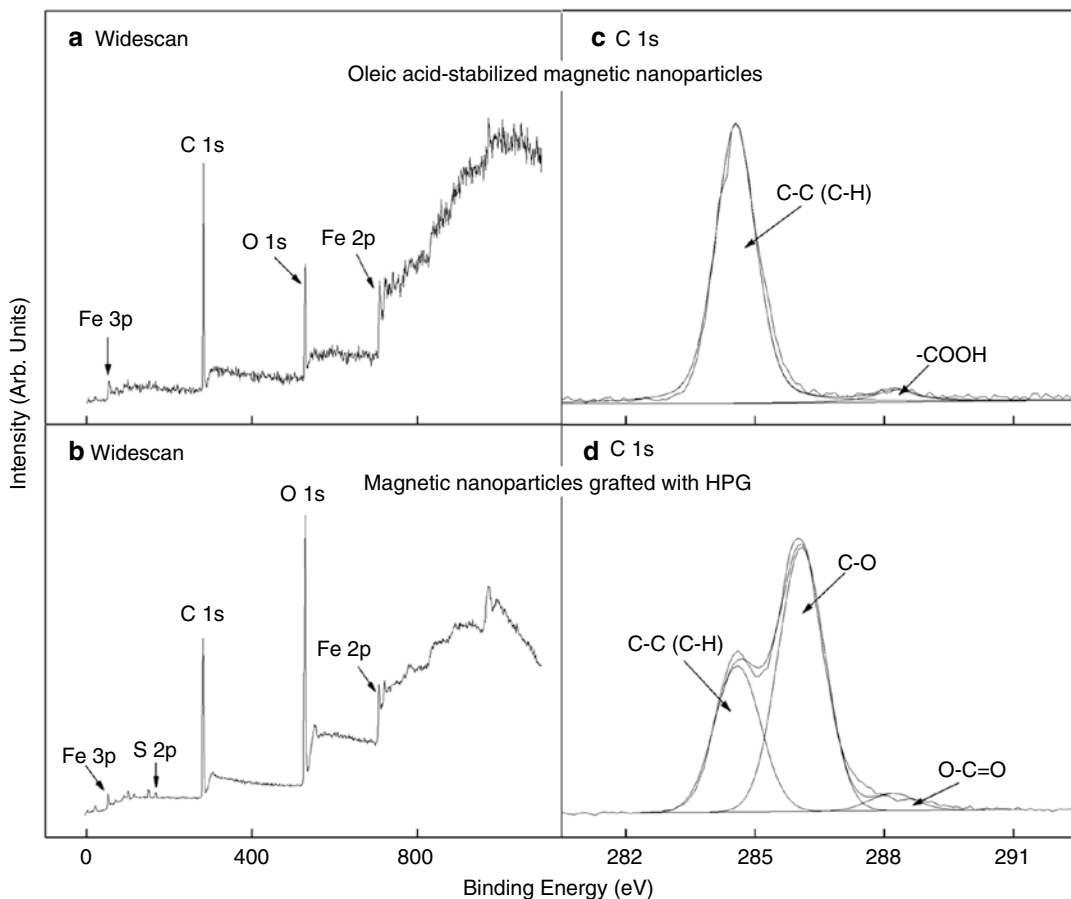 a Widescan
c C 1s
Oleic acid-stabilized magnetic nanoparticles
C 1s
O 1s
Fe 2p
Fe 3p
C-C (C-H)
-COOH
Intensity (Arb. Units)
b Widescan
d C 1s
Magnetic nanoparticles grafted with HPG
O 1s
C 1s
Fe 2p
Fe 3p
S 2p
C-O
C-C (C-H)
O-C=O
0 400 800
282 285 288 291
Binding Energy (eV)